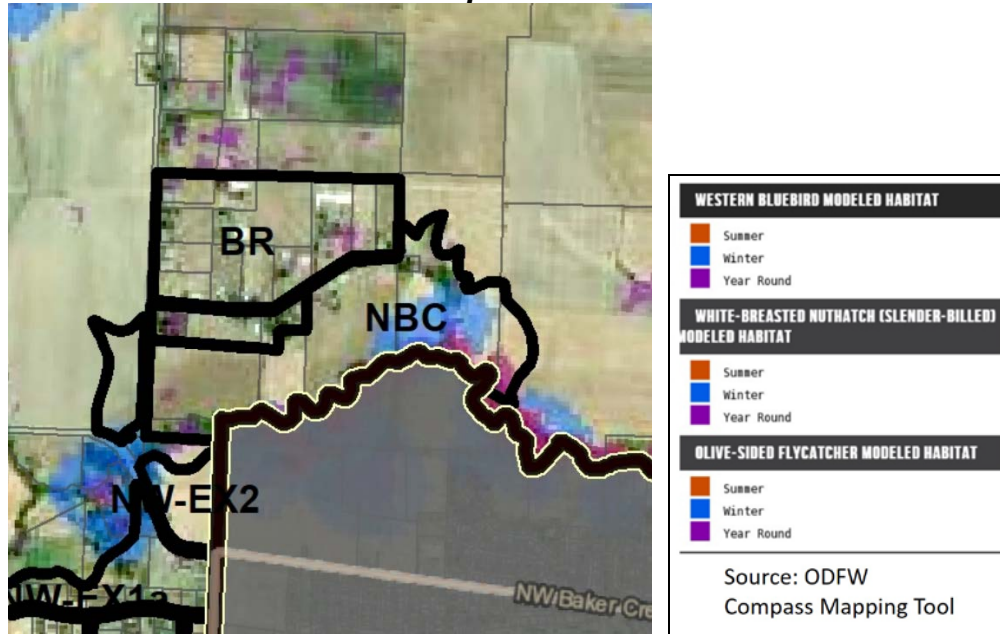 BR
NBC
NW-EX2
NW-EX1a
NW Baker Cre
WESTERN BLUEBIRD MODELED HABITAT
Summer
Winter
Year Round
WHITE-BREASTED NUTHATCH (SLENDER-BILLED)
MODELED HABITAT
Summer
Winter
Year Round
OLIVE-SIDED FLYCATCHER MODELED HABITAT
Summer
Winter
Year Round
Source: ODFW
Compass Mapping Tool